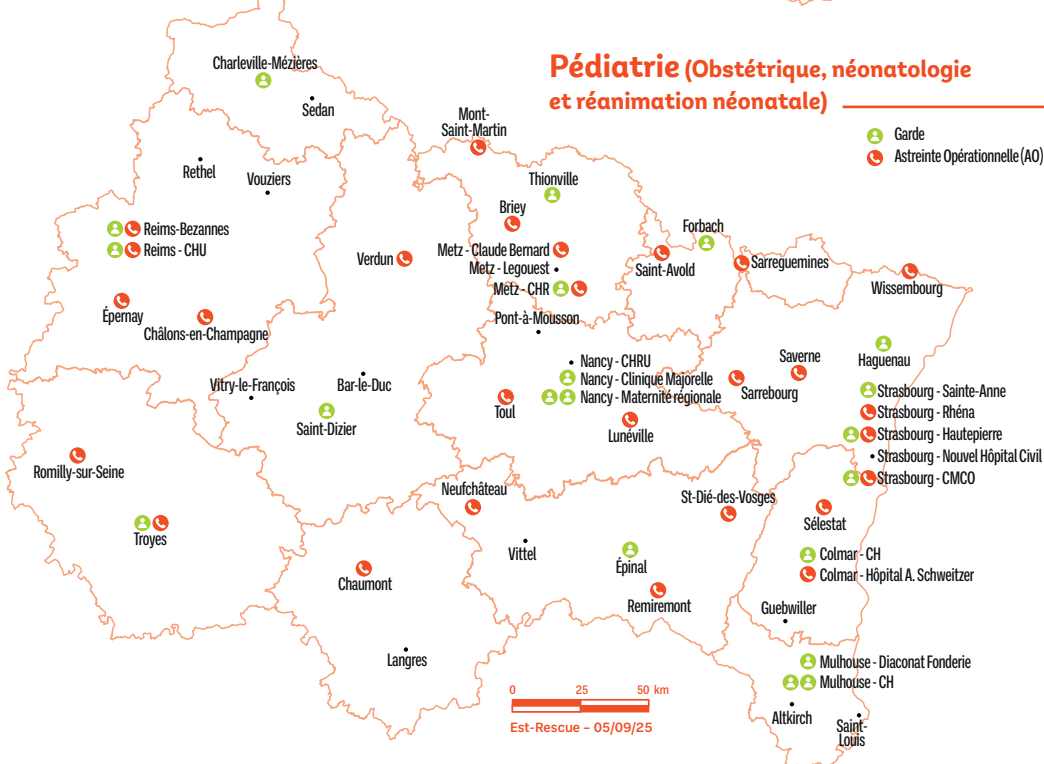 Pédiatrie (Obstétrique, néonatologie
et réanimation néonatale)
Garde
Astreinte Opérationnelle (AO)
Charleville-Mézières
Sedan
Mont-
Saint-Martin
Rethel
Vouziers
Thionville
Briey
Forbach
Reims-Bezannes
Reims - CHU
Verdun
Metz - Claude Bernard
Metz - Legouest
Metz - CHR
Saint-Avold
Sarreguemines
Wissembourg
Épernay
Châlons-en-Champagne
Pont-à-Mousson
Haguenau
Vitry-le-François
Bar-le-Duc
Saint-Dizier
Nancy - CHRU
Nancy - Clinique Majorelle
Nancy - Maternité régionale
Toul
Lunéville
Saverne
Sarrebourg
Strasbourg - Sainte-Anne
Strasbourg - Rhéna
Strasbourg - Hautepierre
Strasbourg - Nouvel Hôpital Civil
Strasbourg - CMCO
Romilly-sur-Seine
Troyes
Neufchâteau
St-Dié-des-Vosges
Sélestat
Vittel
Épinal
Colmar - CH
Colmar - Hôpital A. Schweitzer
Chaumont
Remiremont
Guebwiller
Langres
Mulhouse - Diaconat Fonderie
Mulhouse - CH
Altkirch
Saint-
Louis
0 25 50 km
Est-Rescue – 05/09/25